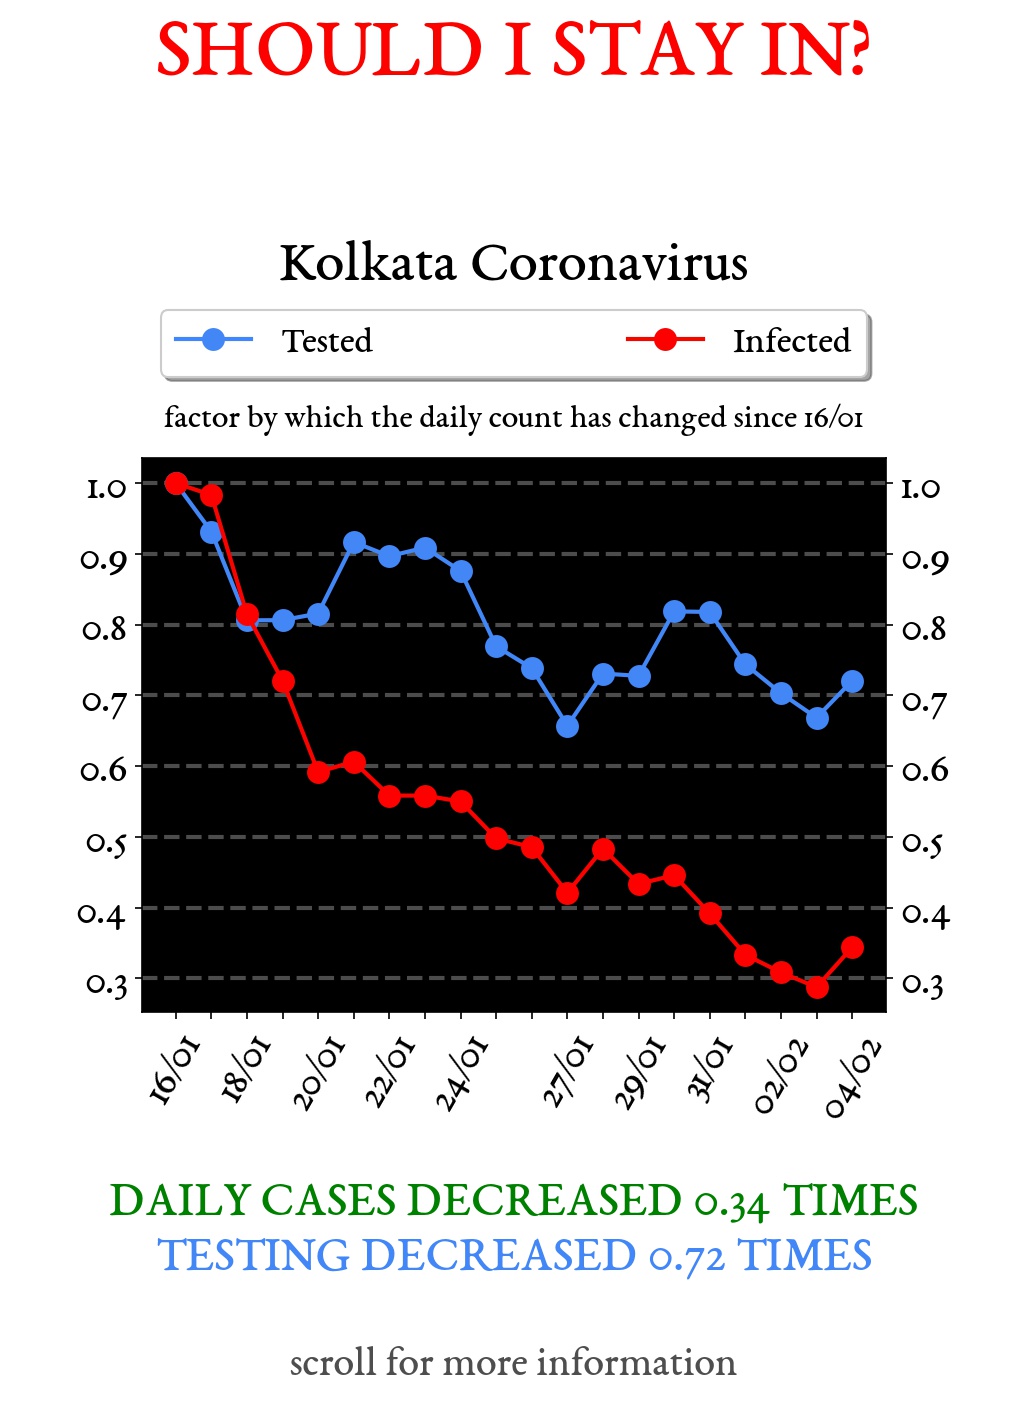 SHOULD I STAY IN?
Kolkata Coronavirus
Tested Infected
factor by which the daily count has changed since 16/01
1.0 1.0
0.9 0.9
0.8 0.8
0.7 0.7
0.6 0.6
0.5 0.5
0.4 0.4
0.3 0.3
16/01 18/01 20/01 22/01 24/01 27/01 29/01 31/01 02/02 04/02
DAILY CASES DECREASED 0.34 TIMES
TESTING DECREASED 0.72 TIMES
scroll for more information